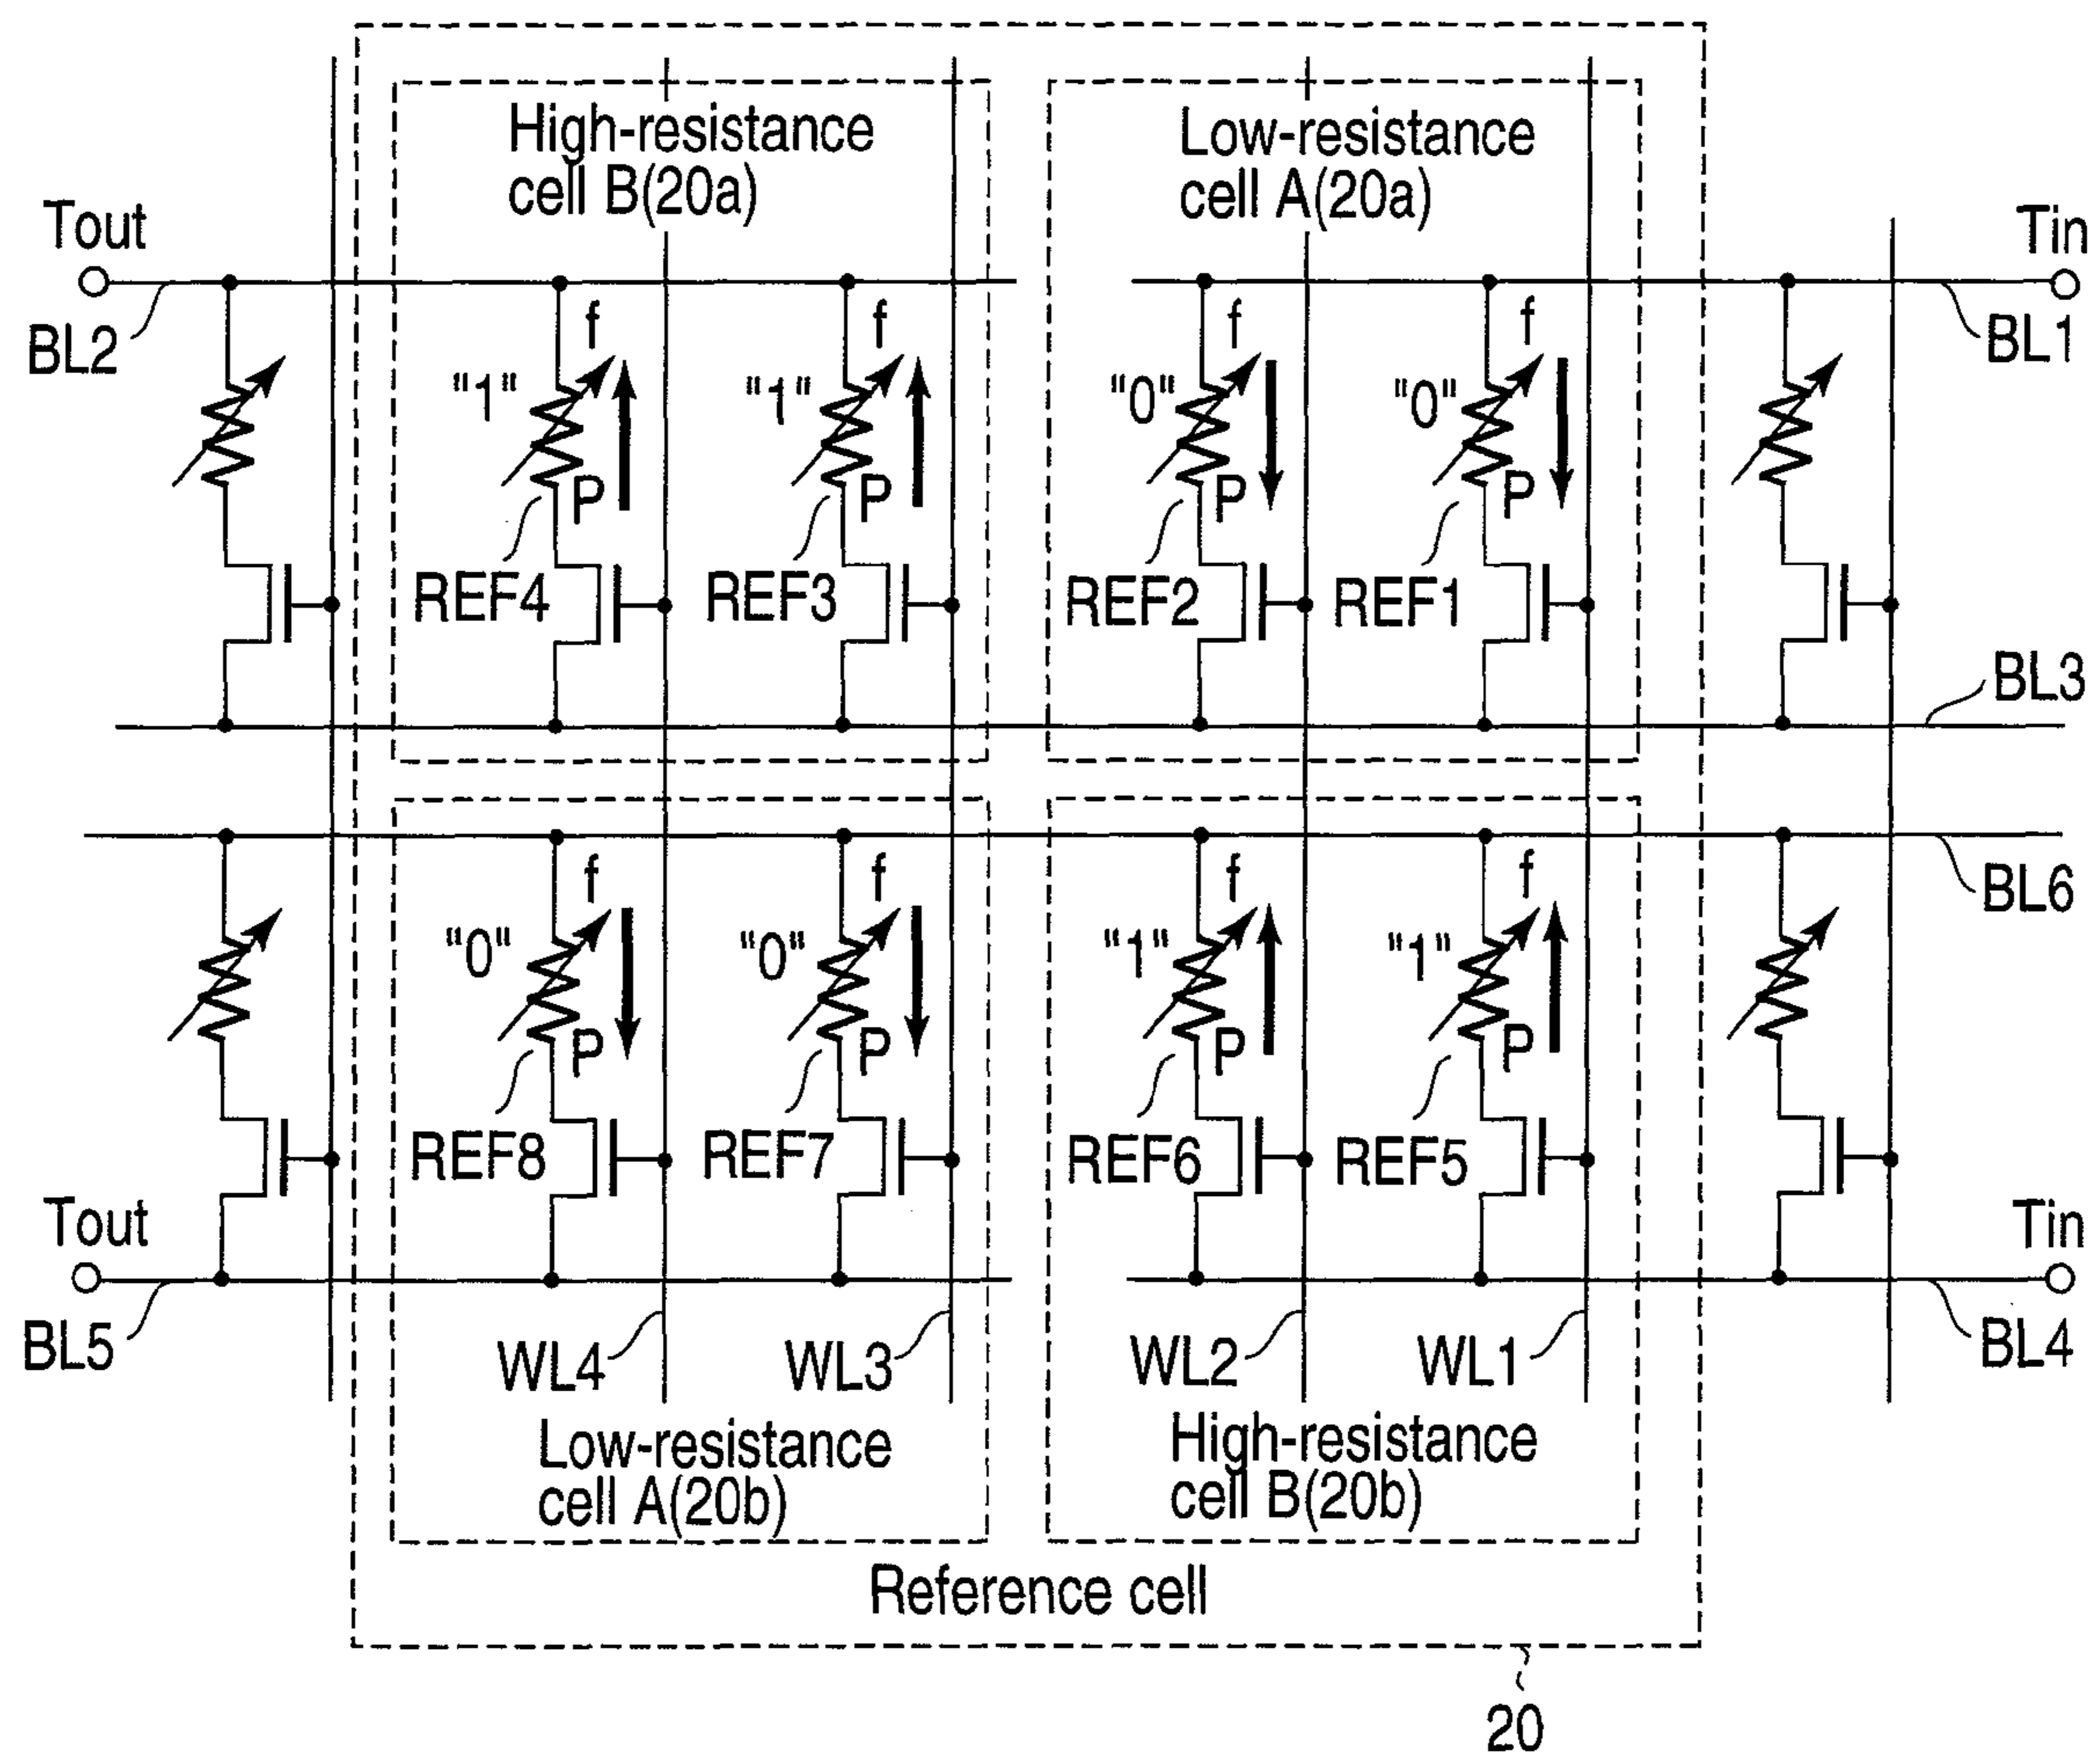 High-resistance
cell B(20a)
Low-resistance
cell A(20a)
Tout
Tin
BL2
BL1
f
f
f
f
"1"
"1"
"0"
"0"
P
P
P
P
REF4
REF3
REF2
REF1
BL3
BL6
f
f
f
f
"0"
"0"
"1"
"1"
P
P
P
P
REF8
REF7
REF6
REF5
Tout
Tin
BL5
BL4
WL4
WL3
WL2
WL1
Low-resistance
cell A(20b)
High-resistance
cell B(20b)
Reference cell
20